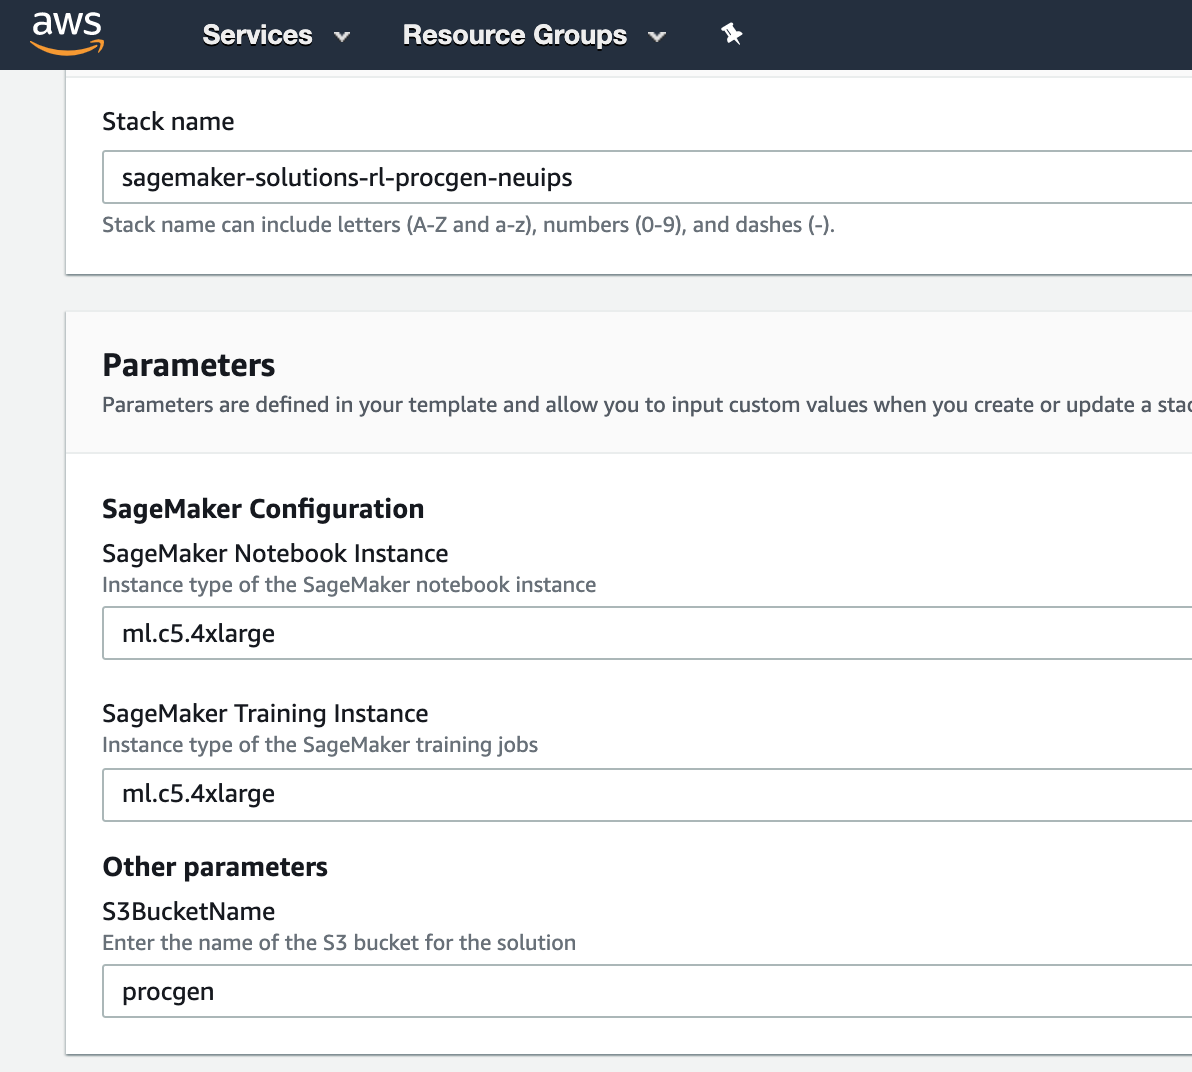 aws Services Resource Groups
Stack name
sagemaker-solutions-rl-procgen-neuips
Stack name can include letters (A-Z and a-z), numbers (0-9), and dashes (-).
Parameters
Parameters are defined in your template and allow you to input custom values when you create or update a stac
SageMaker Configuration
SageMaker Notebook Instance
Instance type of the SageMaker notebook instance
ml.c5.4xlarge
SageMaker Training Instance
Instance type of the SageMaker training jobs
ml.c5.4xlarge
Other parameters
S3BucketName
Enter the name of the S3 bucket for the solution
procgen